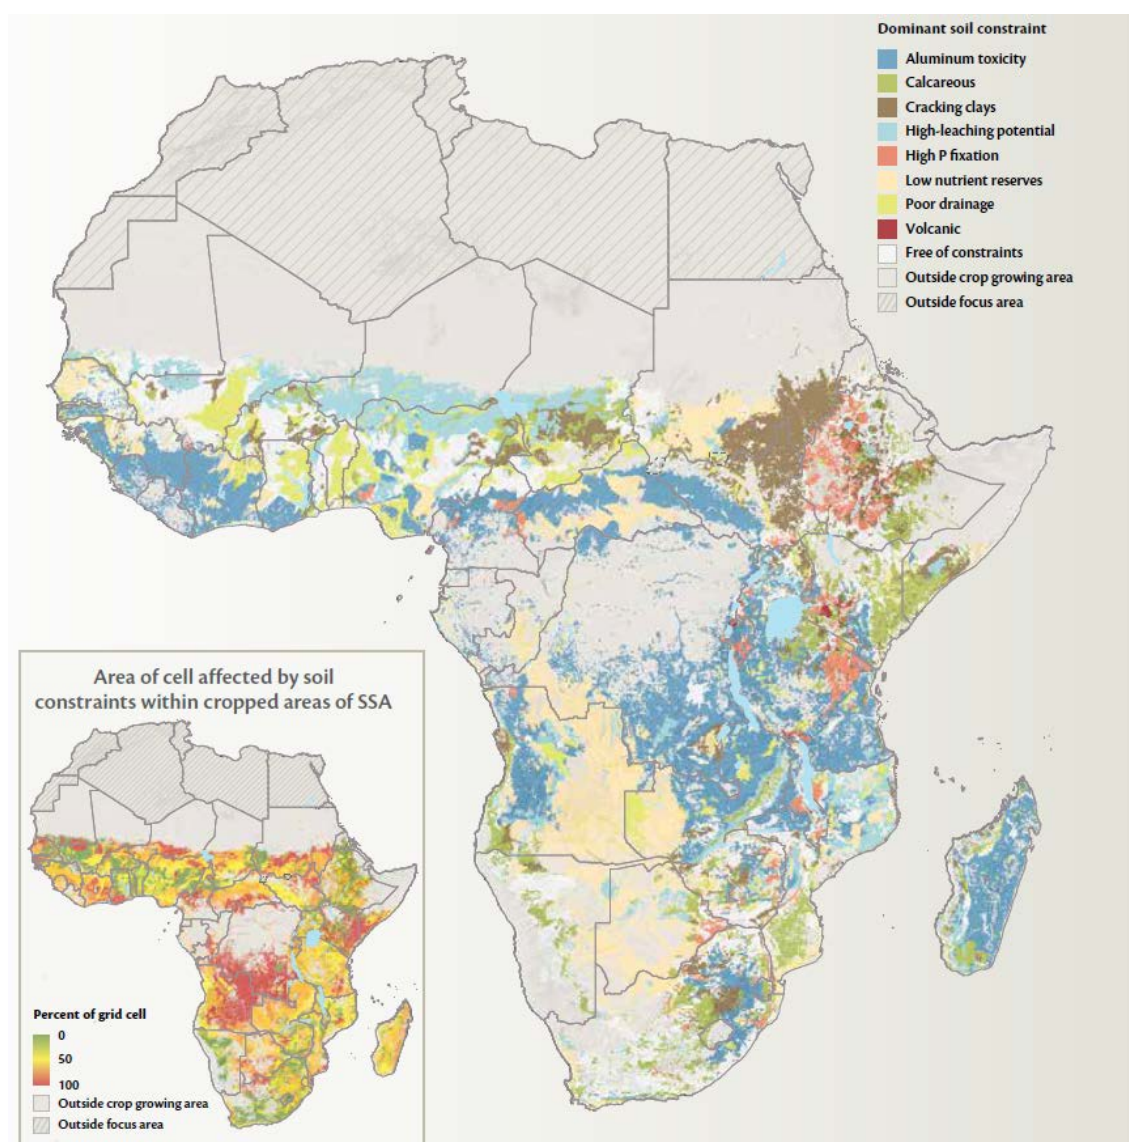 Dominant soil constraint
Aluminum toxicity
Calcareous
Cracking clays
High-leaching potential
High P fixation
Low nutrient reserves
Poor drainage
Volcanic
Free of constraints
Outside crop growing area
Outside focus area
Area of cell affected by soil
constraints within cropped areas of SSA
Percent of grid cell
0
50
100
Outside crop growing area
Outside focus area